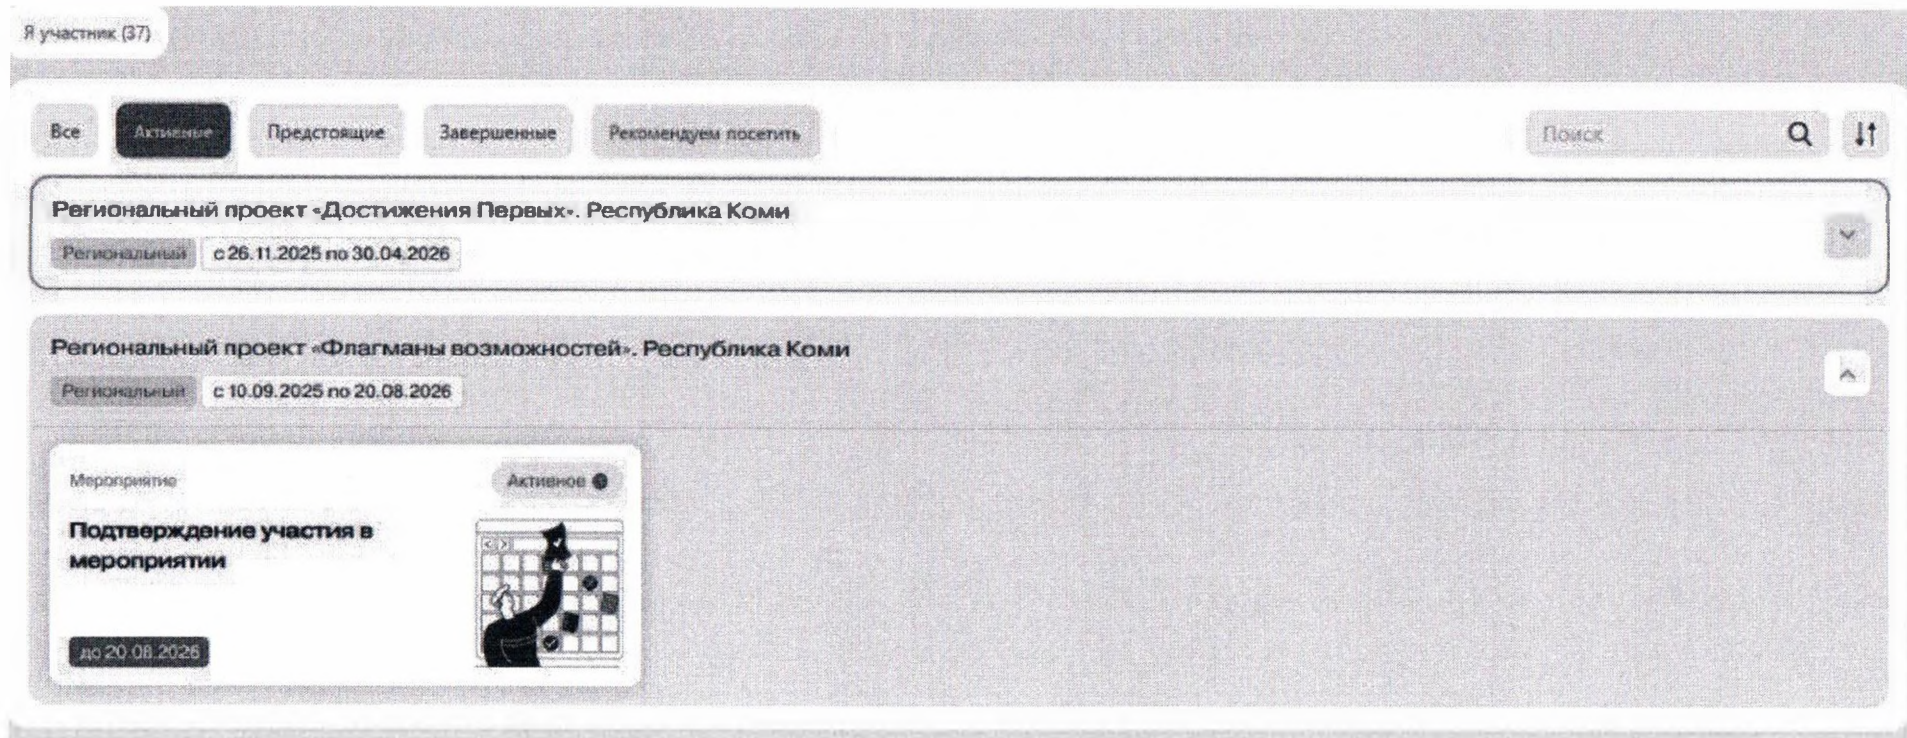 Я участник (37)
Все Активные Предстоящие Завершенные Рекомендуем посетить Поиск
Региональный проект «Достижения Первых». Республика Коми
Региональный с 26.11.2025 по 30.04.2026
Региональный проект «Флагманы возможностей». Республика Коми
Региональный с 10.09.2025 по 20.08.2026
Мероприятие Активное
Подтверждение участия в
мероприятии
до 20.08.2026